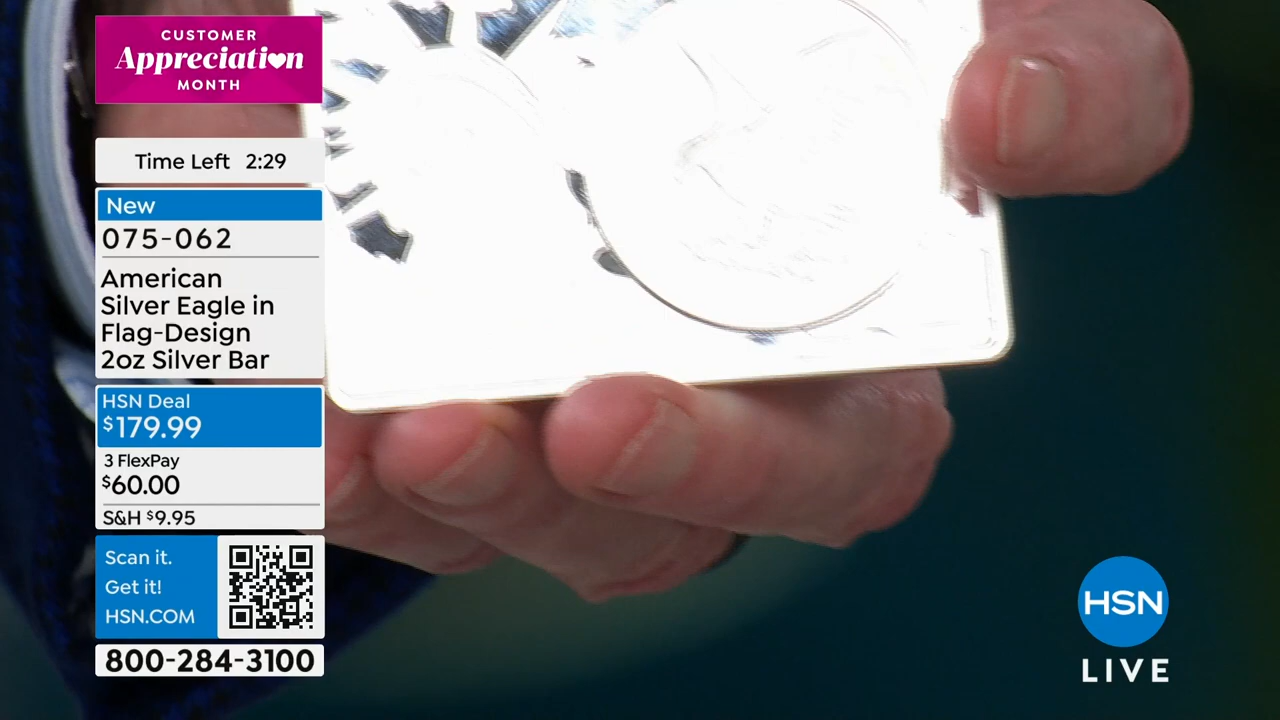 CUSTOMER
Appreciation
MONTH
Time Left 2:29
New
075-062
American
Silver Eagle in
Flag-Design
2oz Silver Bar
HSN Deal
$179.99
3 FlexPay
$60.00
S&H $9.95
Scan it.
Get it!
HSN.COM
800-284-3100
HSN
LIVE